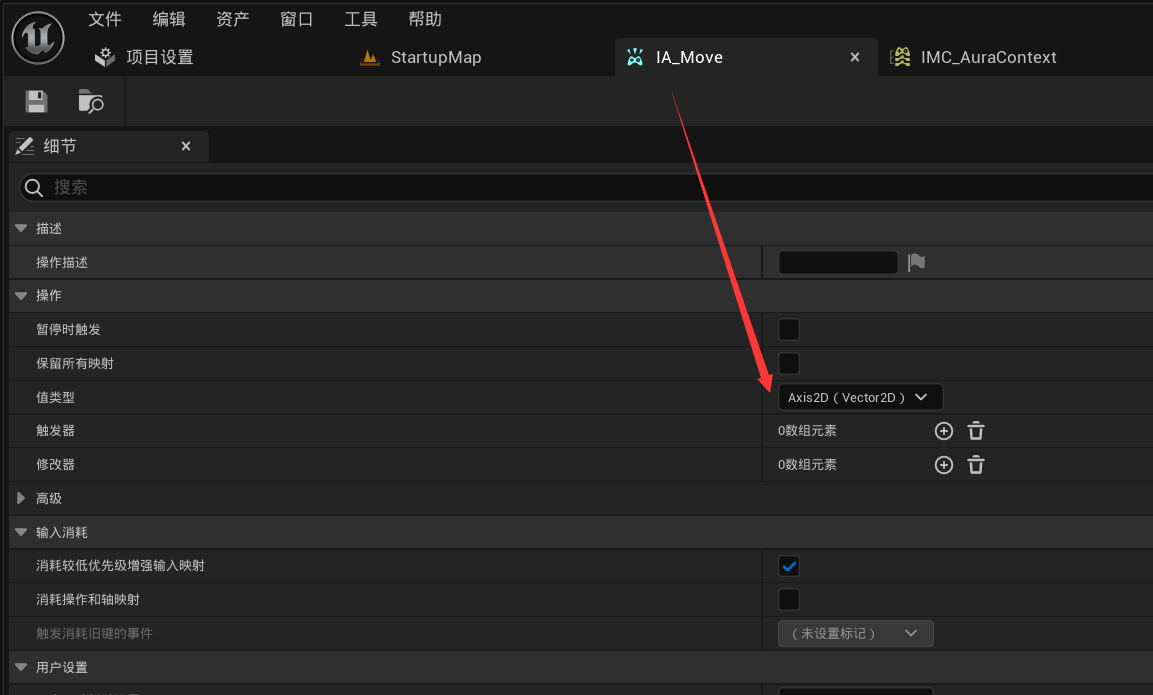 文件 编辑 资产 窗口 工具 帮助
项目设置 StartupMap IA_Move IMC_AuraContext
细节
搜索
描述
操作描述
操作
暂停时触发
保留所有映射
值类型 Axis2D（Vector2D）
触发器 0数组元素
修改器 0数组元素
高级
输入消耗
消耗较低优先级增强输入映射
消耗操作和轴映射
触发消耗旧键的事件 （未设置标记）
用户设置